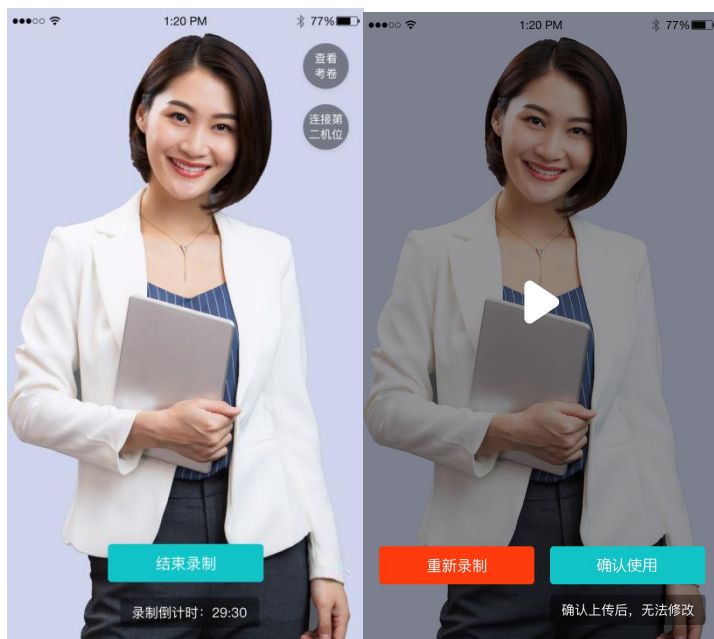 1:20 PM
77%
查看
考卷
连接第
二机位
结束录制
录制倒计时：29:30
1:20 PM
77%
重新录制
确认使用
确认上传后，无法修改